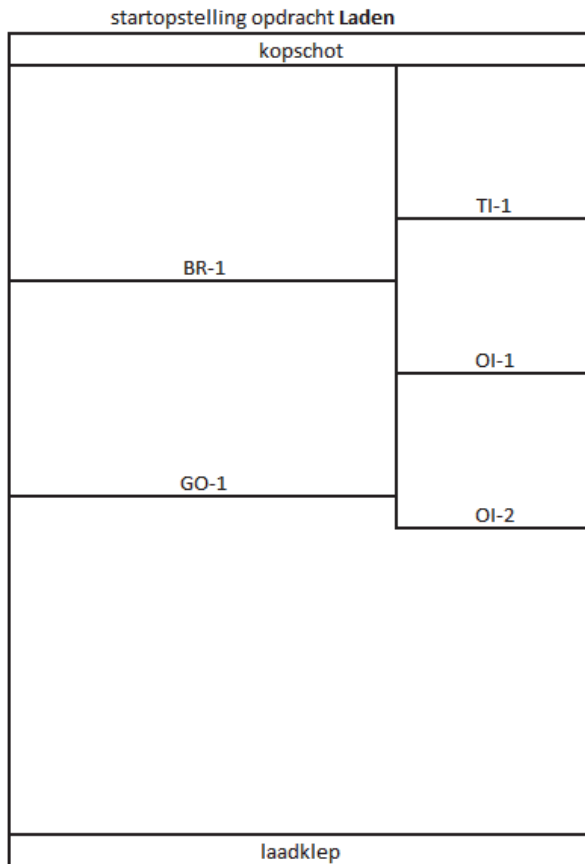 startopstelling opdracht Laden
kopschot
TI-1
BR-1
OI-1
GO-1
OI-2
laadklep